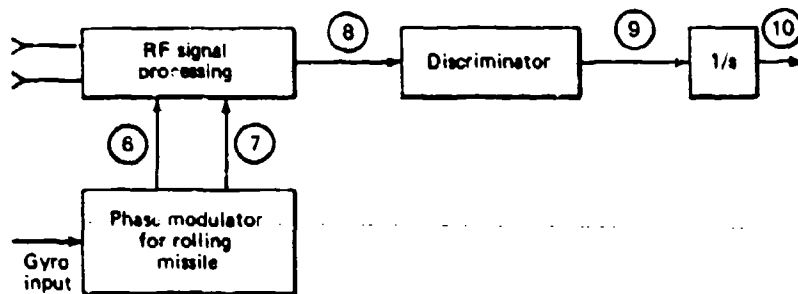 RF signal
processing
8
Discriminator
9
1/s
10
6
7
Phase modulator
for rolling
missile
Gyro
input